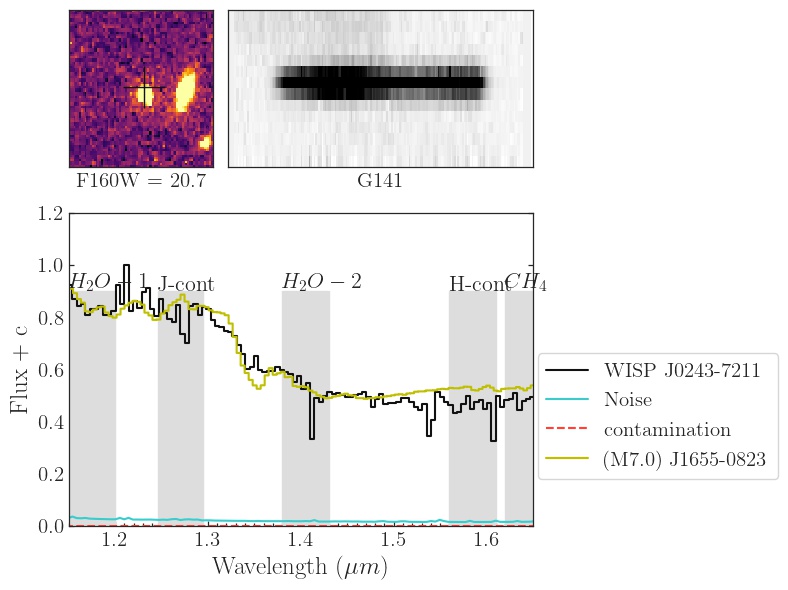 F160W = 20.7
G141
1.2
1.0
0.8
0.6
0.4
0.2
0.0
Flux + c
H₂O − 1
J-cont
H₂O − 2
H-cont
CH₄
WISP J0243-7211
Noise
contamination
(M7.0) J1655-0823
1.2 1.3 1.4 1.5 1.6
Wavelength (μm)